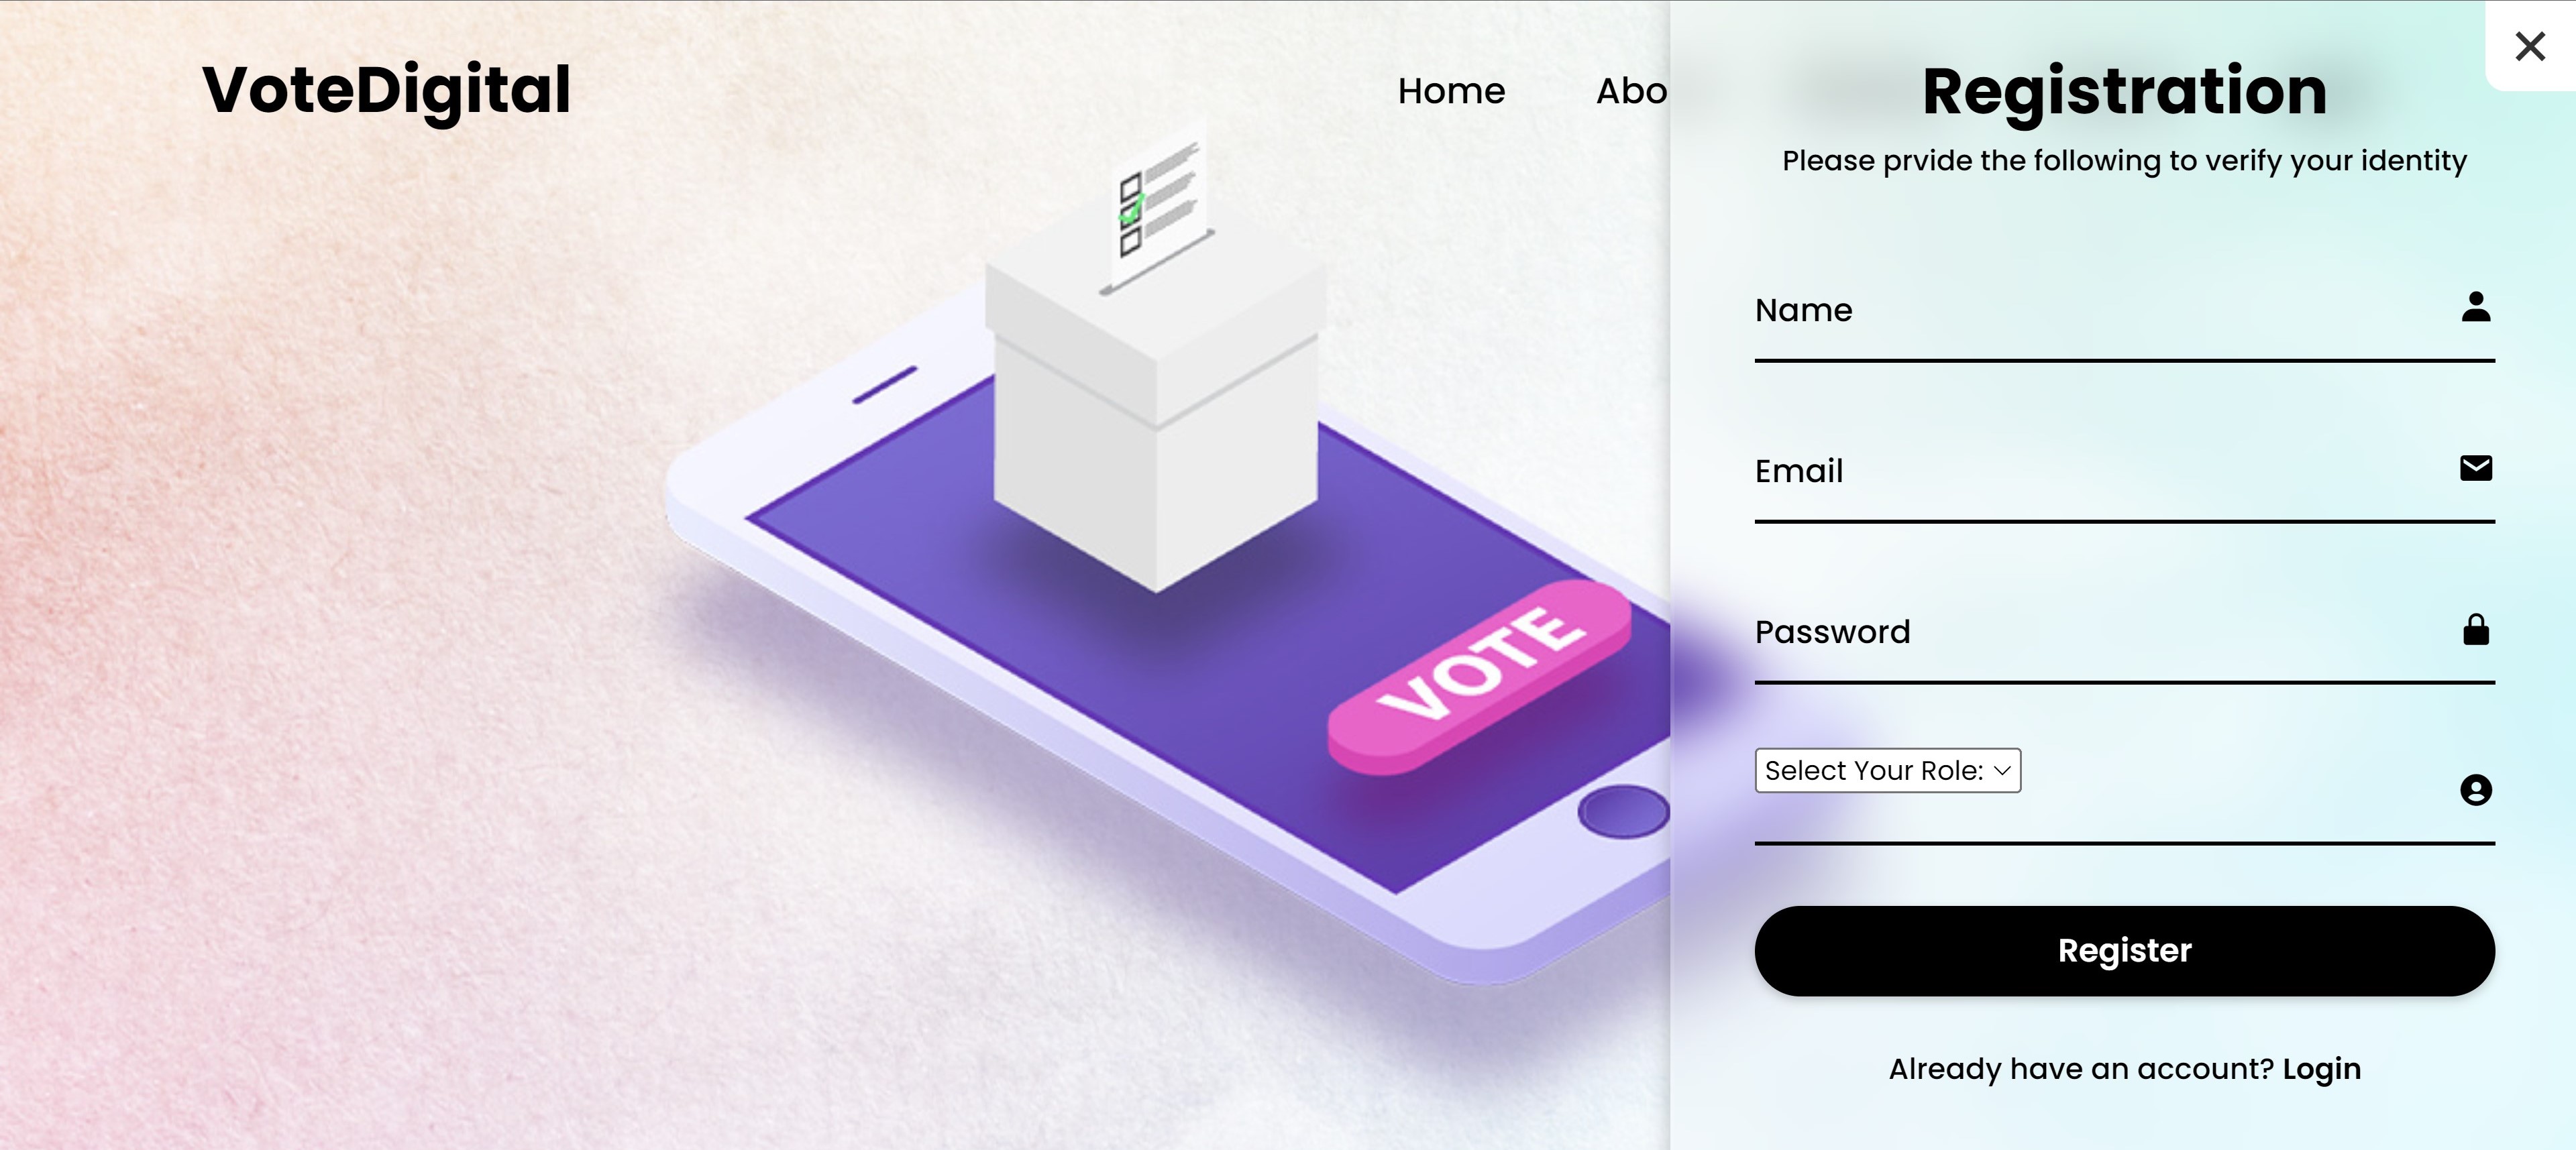 VoteDigital
Home
Abo
Registration
Please prvide the following to verify your identity
Name
Email
Password
Select Your Role:
Register
Already have an account? Login
VOTE